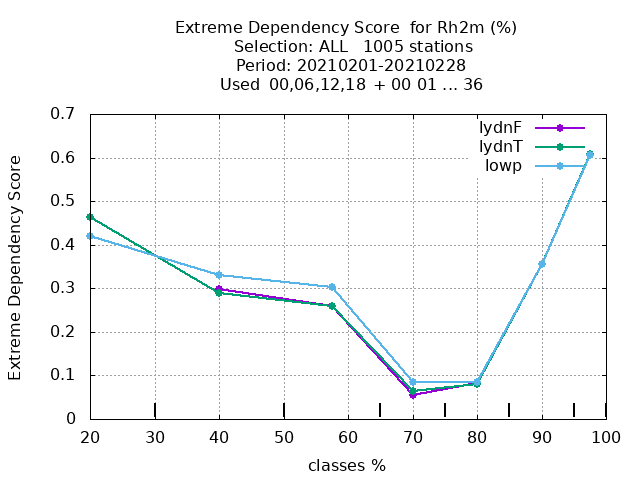 Extreme Dependency Score  for Rh2m (%)
Selection: ALL   1005 stations
Period: 20210201-20210228
Used  00,06,12,18  + 00 01 ... 36
lydnF
lydnT
lowp
Extreme Dependency Score
0.7
0.6
0.5
0.4
0.3
0.2
0.1
0
20 30 40 50 60 70 80 90 100
classes %